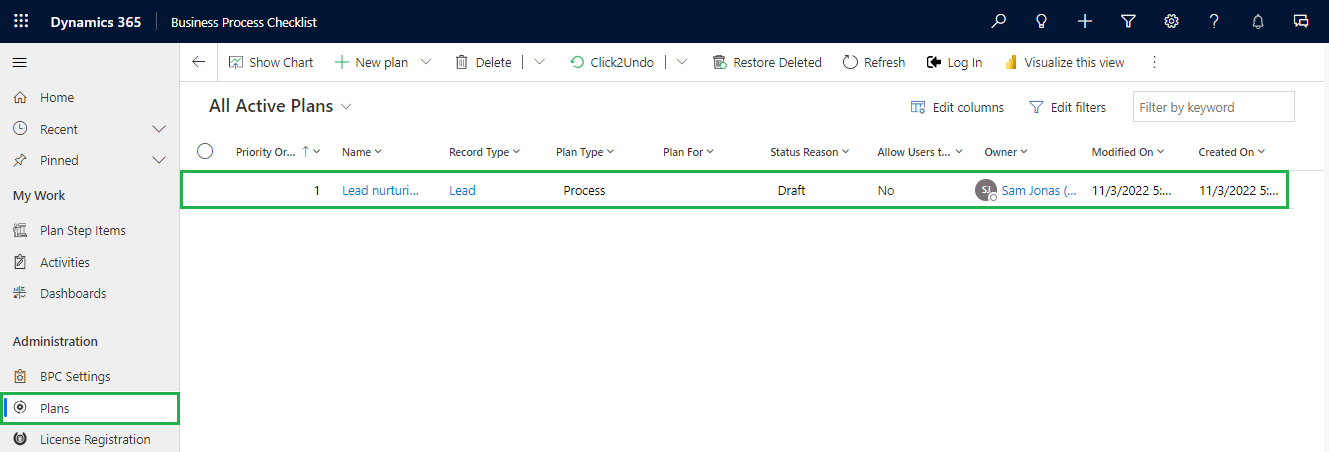 Dynamics 365 Business Process Checklist
Show Chart New plan Delete Click2Undo Restore Deleted Refresh Log In Visualize this view
Home
Recent
Pinned
My Work
Plan Step Items
Activities
Dashboards
Administration
BPC Settings
Plans
License Registration
All Active Plans Edit columns Edit filters Filter by keyword
Priority Or... Name Record Type Plan Type Plan For Status Reason Allow Users t... Owner Modified On Created On
1 Lead nurturi... Lead Process Draft No SJ Sam Jonas (... 11/3/2022 5:... 11/3/2022 5:...